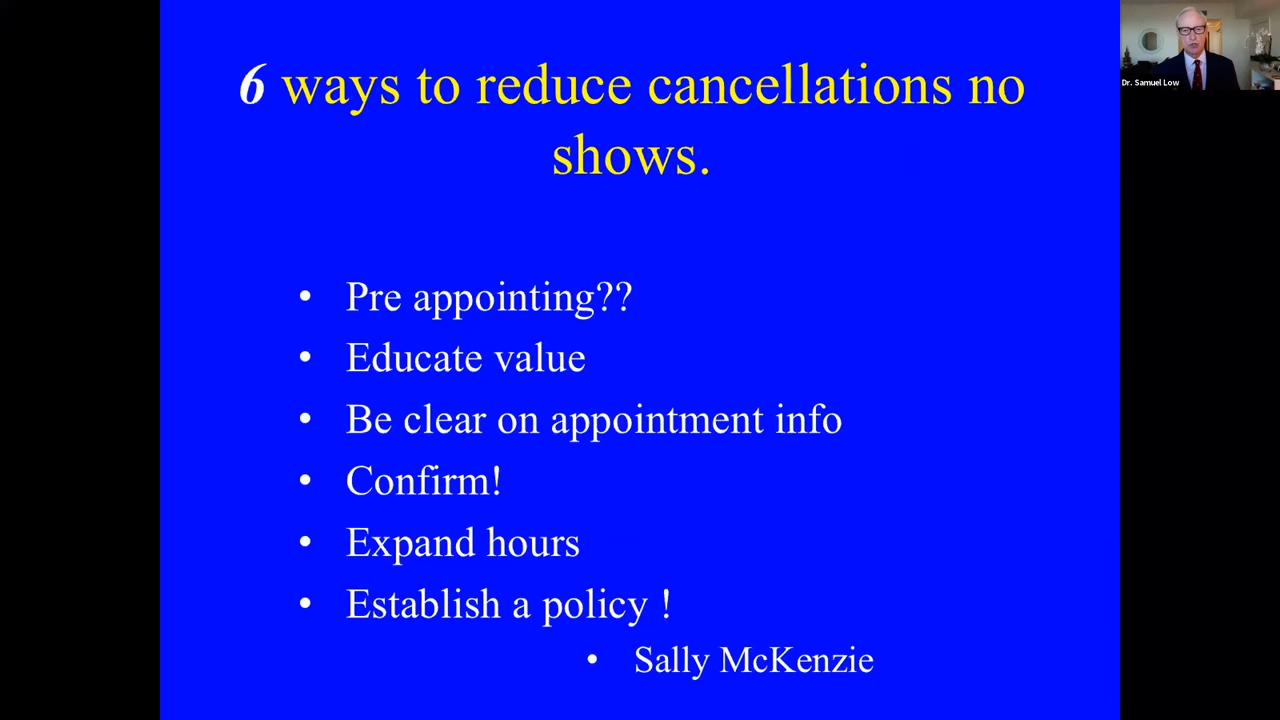 6 ways to reduce cancellations no
shows.
• Pre appointing??
• Educate value
• Be clear on appointment info
• Confirm!
• Expand hours
• Establish a policy !
• Sally McKenzie
Dr. Samuel Low